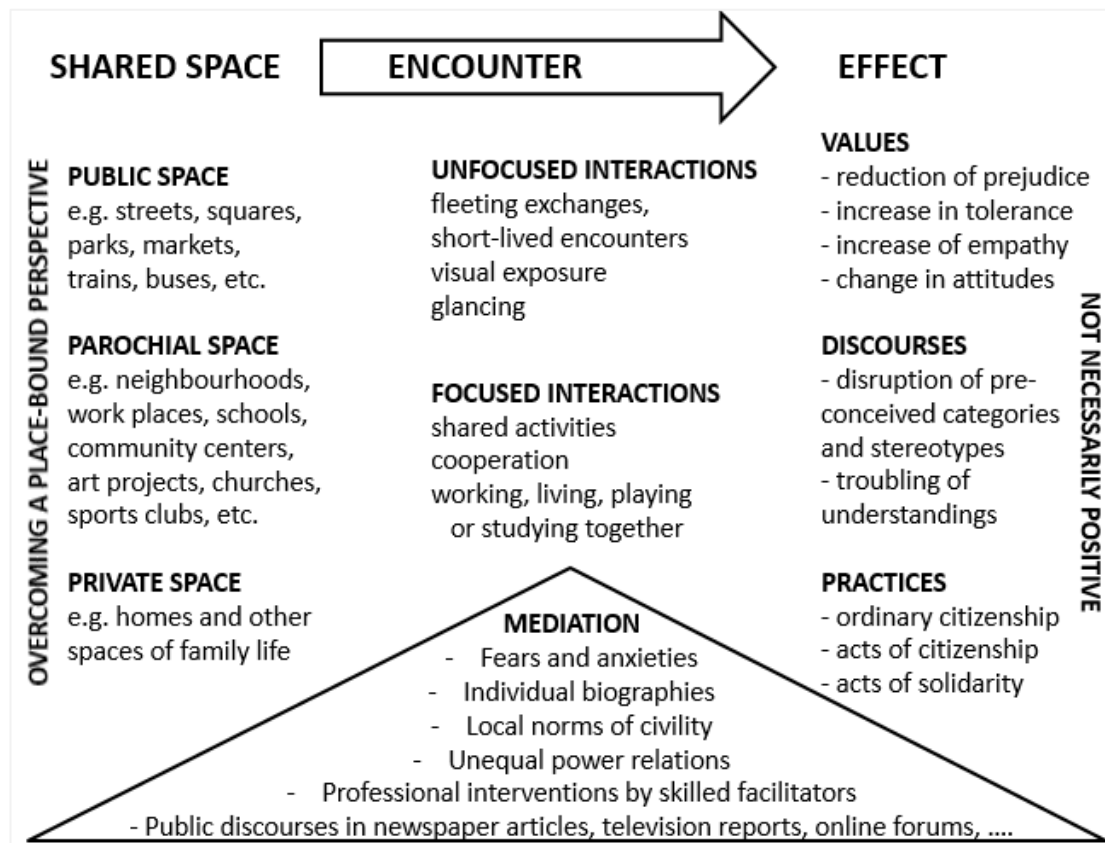 SHARED SPACE
ENCOUNTER
EFFECT
OVERCOMING A PLACE-BOUND PERSPECTIVE
PUBLIC SPACE
e.g. streets, squares,
parks, markets,
trains, buses, etc.
PAROCHIAL SPACE
e.g. neighbourhoods,
work places, schools,
community centers,
art projects, churches,
sports clubs, etc.
PRIVATE SPACE
e.g. homes and other
spaces of family life
UNFOCUSED INTERACTIONS
fleeting exchanges,
short-lived encounters
visual exposure
glancing
FOCUSED INTERACTIONS
shared activities
cooperation
working, living, playing
or studying together
VALUES
- reduction of prejudice
- increase in tolerance
- increase of empathy
- change in attitudes
DISCOURSES
- disruption of pre-
conceived categories
and stereotypes
- troubling of
understandings
PRACTICES
- ordinary citizenship
- acts of citizenship
- acts of solidarity
NOT NECESSARILY POSITIVE
MEDIATION
- Fears and anxieties
- Individual biographies
- Local norms of civility
- Unequal power relations
- Professional interventions by skilled facilitators
- Public discourses in newspaper articles, television reports, online forums, ....